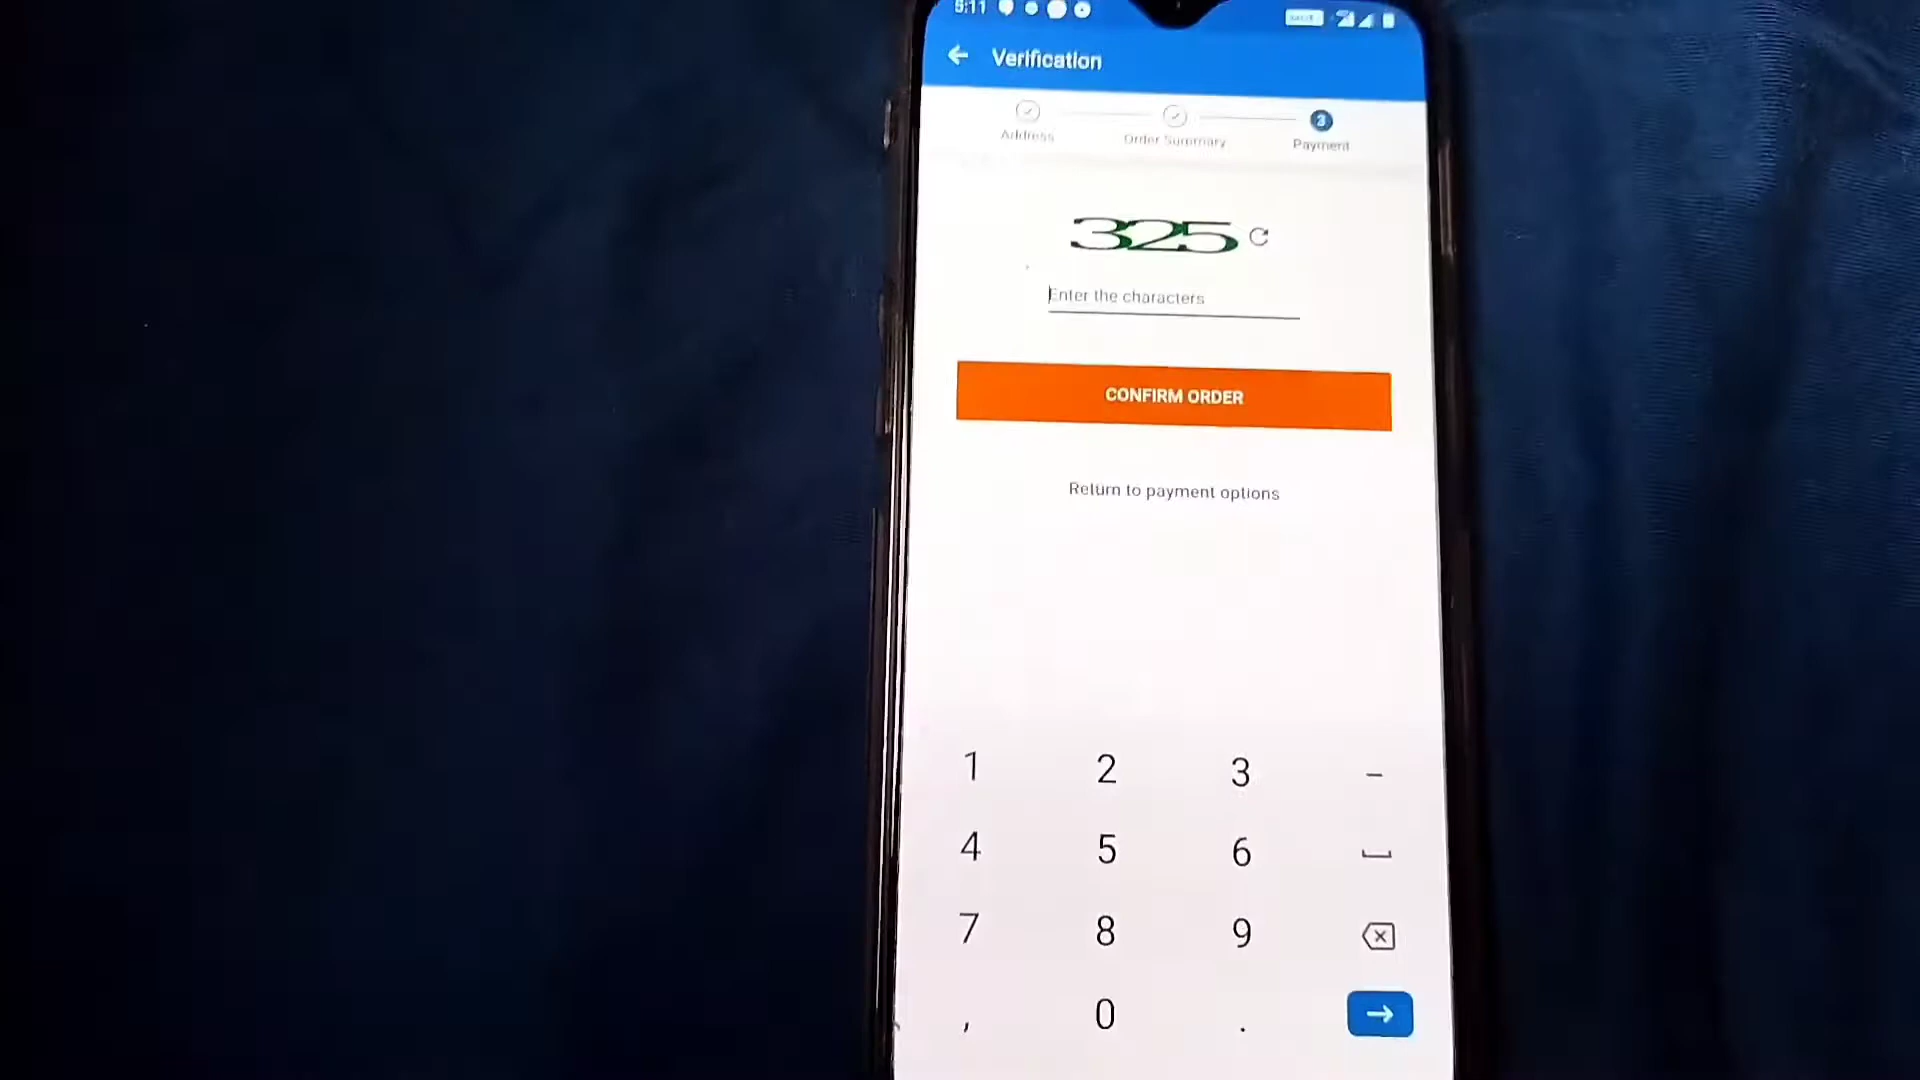 Verification
Address
Order Summary
3
Payment
325
Enter the characters
CONFIRM ORDER
Return to payment options
1 2 3 -
4 5 6
7 8 9
, 0 .